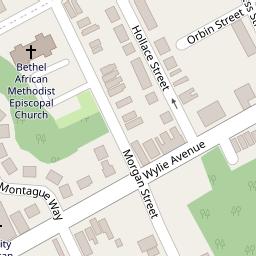 Orbin Street
Hollace Street
Bethel
African
Methodist
Episcopal
Church
Wylie Avenue
Morgan Street
Montague Way